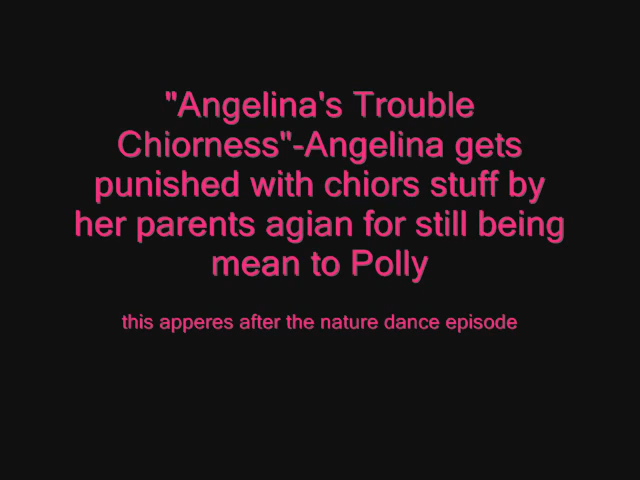 "Angelina's Trouble
Chiorness"-Angelina gets
punished with chiors stuff by
her parents agian for still being
mean to Polly
this apperes after the nature dance episode